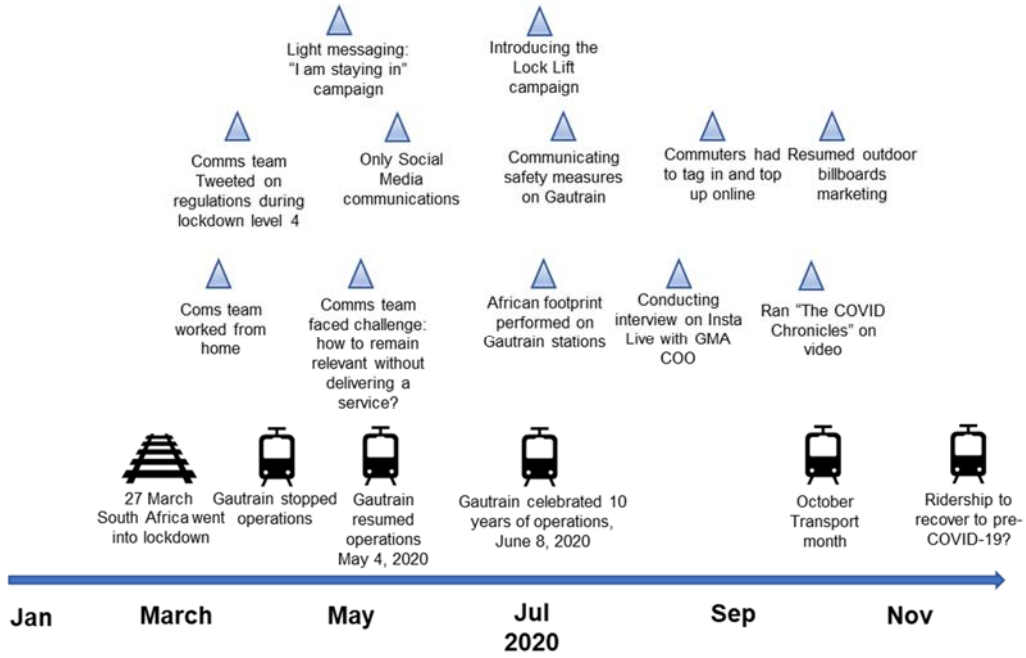 Light messaging:
“I am staying in”
campaign
Introducing the
Lock Lift
campaign
Comms team
Tweeted on
regulations during
lockdown level 4
Only Social
Media
communications
Communicating
safety measures
on Gautrain
Commuters had
to tag in and top
up online
Resumed outdoor
billboards
marketing
Coms team
worked from
home
Comms team
faced challenge:
how to remain
relevant without
delivering a
service?
African footprint
performed on
Gautrain stations
Conducting
interview on Insta
Live with GMA
COO
Ran “The COVID
Chronicles” on
video
27 March
South Africa went
into lockdown
Gautrain stopped
operations
Gautrain
resumed
operations
May 4, 2020
Gautrain celebrated 10
years of operations,
June 8, 2020
October
Transport
month
Ridership to
recover to pre-
COVID-19?
Jan
March
May
Jul
2020
Sep
Nov